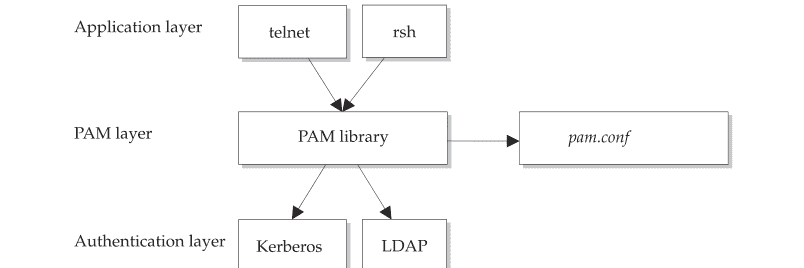 Application layer
telnet
rsh
PAM layer
PAM library
pam.conf
Authentication layer
Kerberos
LDAP